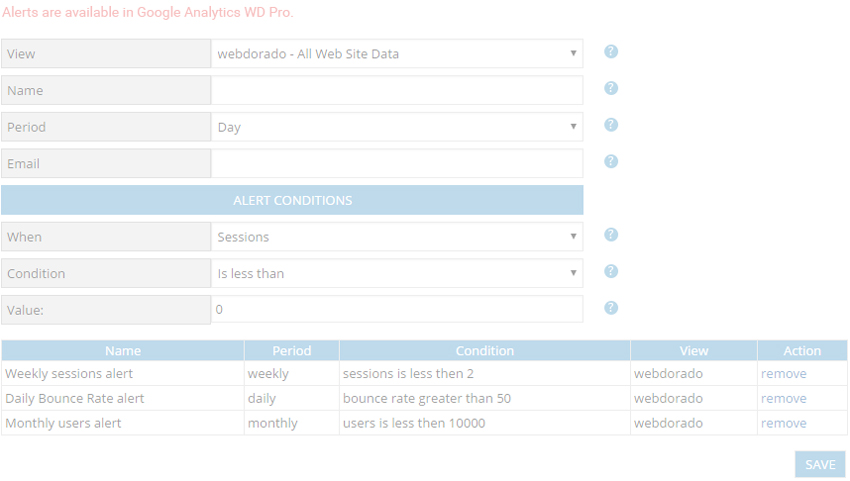 Alerts are available in Google Analytics WD Pro.
View webdorado - All Web Site Data ▼ ?
Name ?
Period Day ▼ ?
Email ?
ALERT CONDITIONS
When Sessions ▼ ?
Condition Is less than ▼ ?
Value: 0 ?
Name Period Condition View Action
Weekly sessions alert weekly sessions is less then 2 webdorado remove
Daily Bounce Rate alert daily bounce rate greater than 50 webdorado remove
Monthly users alert monthly users is less then 10000 webdorado remove
SAVE